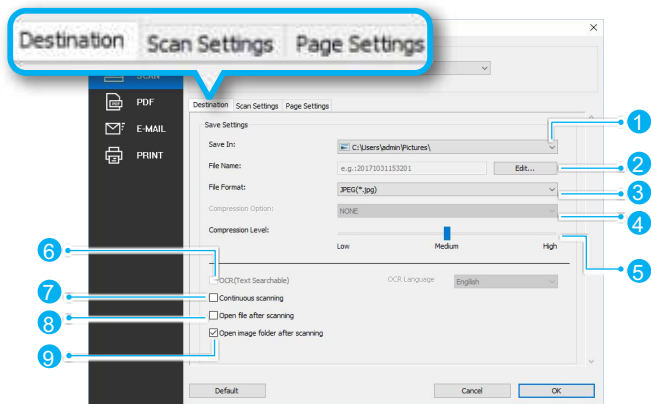 Destination Scan Settings Page Settings
SCAN
PDF
PDF
E-MAIL
PRINT
Destination Scan Settings Page Settings
Save Settings
Save In:
C:\Users\admin\Pictures\
1
File Name:
e.g.:20171031153201
Edit...
2
File Format:
JPEG(*.jpg)
3
Compression Option:
NONE
4
Compression Level:
Low Medium High
5
6
OCR(Text Searchable)
OCR Language
English
7
Continuous scanning
8
Open file after scanning
9
Open image folder after scanning
Default Cancel OK